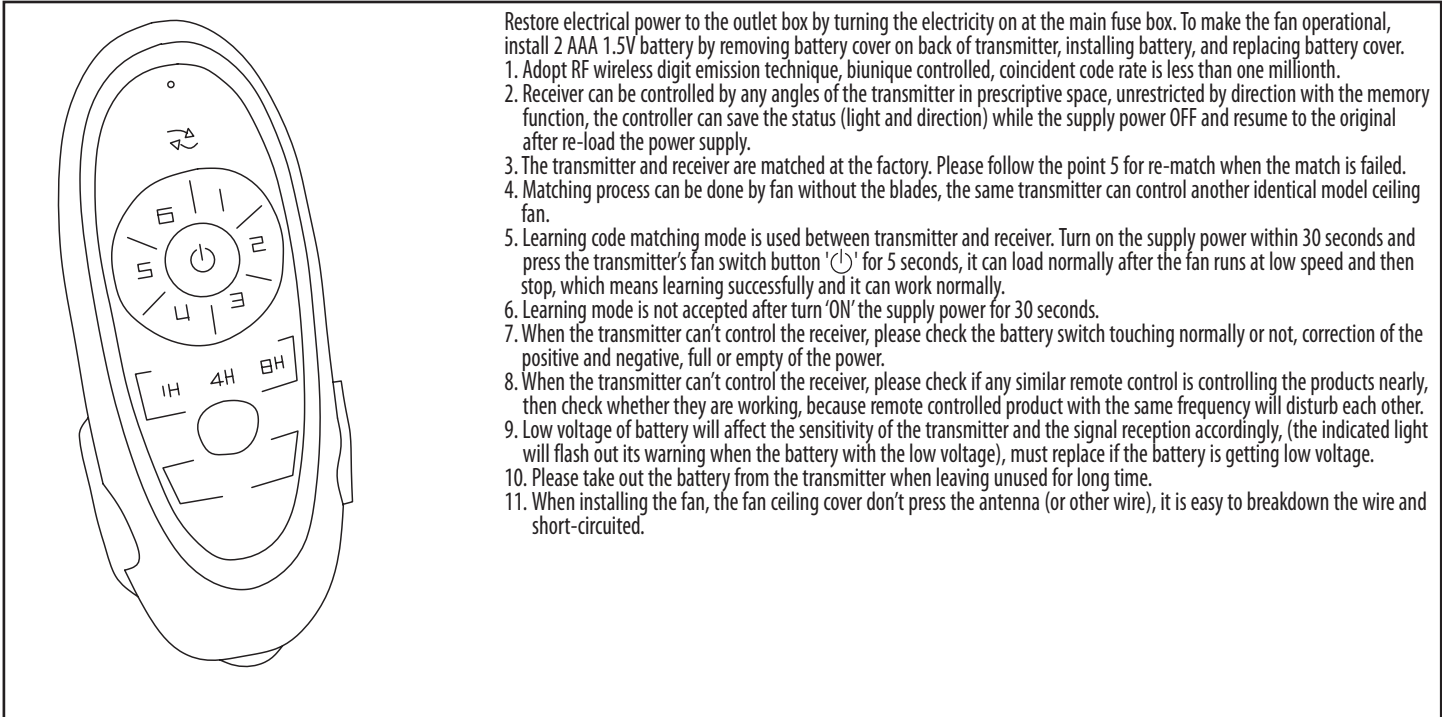 Restore electrical power to the outlet box by turning the electricity on at the main fuse box. To make the fan operational,
install 2 AAA 1.5V battery by removing battery cover on back of transmitter, installing battery, and replacing battery cover.
1. Adopt RF wireless digit emission technique, biunique controlled, coincident code rate is less than one millionth.
2. Receiver can be controlled by any angles of the transmitter in prescriptive space, unrestricted by direction with the memory
function, the controller can save the status (light and direction) while the supply power OFF and resume to the original
after re-load the power supply.
3. The transmitter and receiver are matched at the factory. Please follow the point 5 for re-match when the match is failed.
4. Matching process can be done by fan without the blades, the same transmitter can control another identical model ceiling
fan.
5. Learning code matching mode is used between transmitter and receiver. Turn on the supply power within 30 seconds and
press the transmitter's fan switch button '⏻' for 5 seconds, it can load normally after the fan runs at low speed and then
stop, which means learning successfully and it can work normally.
6. Learning mode is not accepted after turn 'ON' the supply power for 30 seconds.
7. When the transmitter can't control the receiver, please check the battery switch touching normally or not, correction of the
positive and negative, full or empty of the power.
8. When the transmitter can't control the receiver, please check if any similar remote control is controlling the products nearly,
then check whether they are working, because remote controlled product with the same frequency will disturb each other.
9. Low voltage of battery will affect the sensitivity of the transmitter and the signal reception accordingly, (the indicated light
will flash out its warning when the battery with the low voltage), must replace if the battery is getting low voltage.
10. Please take out the battery from the transmitter when leaving unused for long time.
11. When installing the fan, the fan ceiling cover don't press the antenna (or other wire), it is easy to breakdown the wire and
short-circuited.
1
2
3
4
5
6
1H 4H 8H